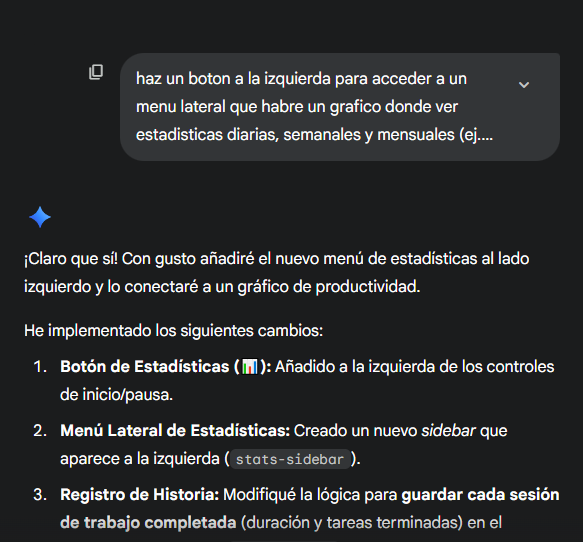 haz un boton a la izquierda para acceder a un
menu lateral que habre un grafico donde ver
estadisticas diarias, semanales y mensuales (ej....
¡Claro que sí! Con gusto añadiré el nuevo menú de estadísticas al lado
izquierdo y lo conectaré a un gráfico de productividad.
He implementado los siguientes cambios:
1. Botón de Estadísticas (📊): Añadido a la izquierda de los controles
de inicio/pausa.
2. Menú Lateral de Estadísticas: Creado un nuevo sidebar que
aparece a la izquierda (stats-sidebar).
3. Registro de Historia: Modifiqué la lógica para guardar cada sesión
de trabajo completada (duración y tareas terminadas) en el